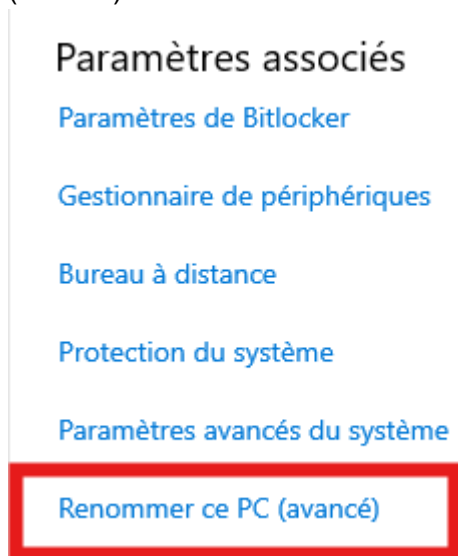 Paramètres associés
Paramètres de Bitlocker
Gestionnaire de périphériques
Bureau à distance
Protection du système
Paramètres avancés du système
Renommer ce PC (avancé)